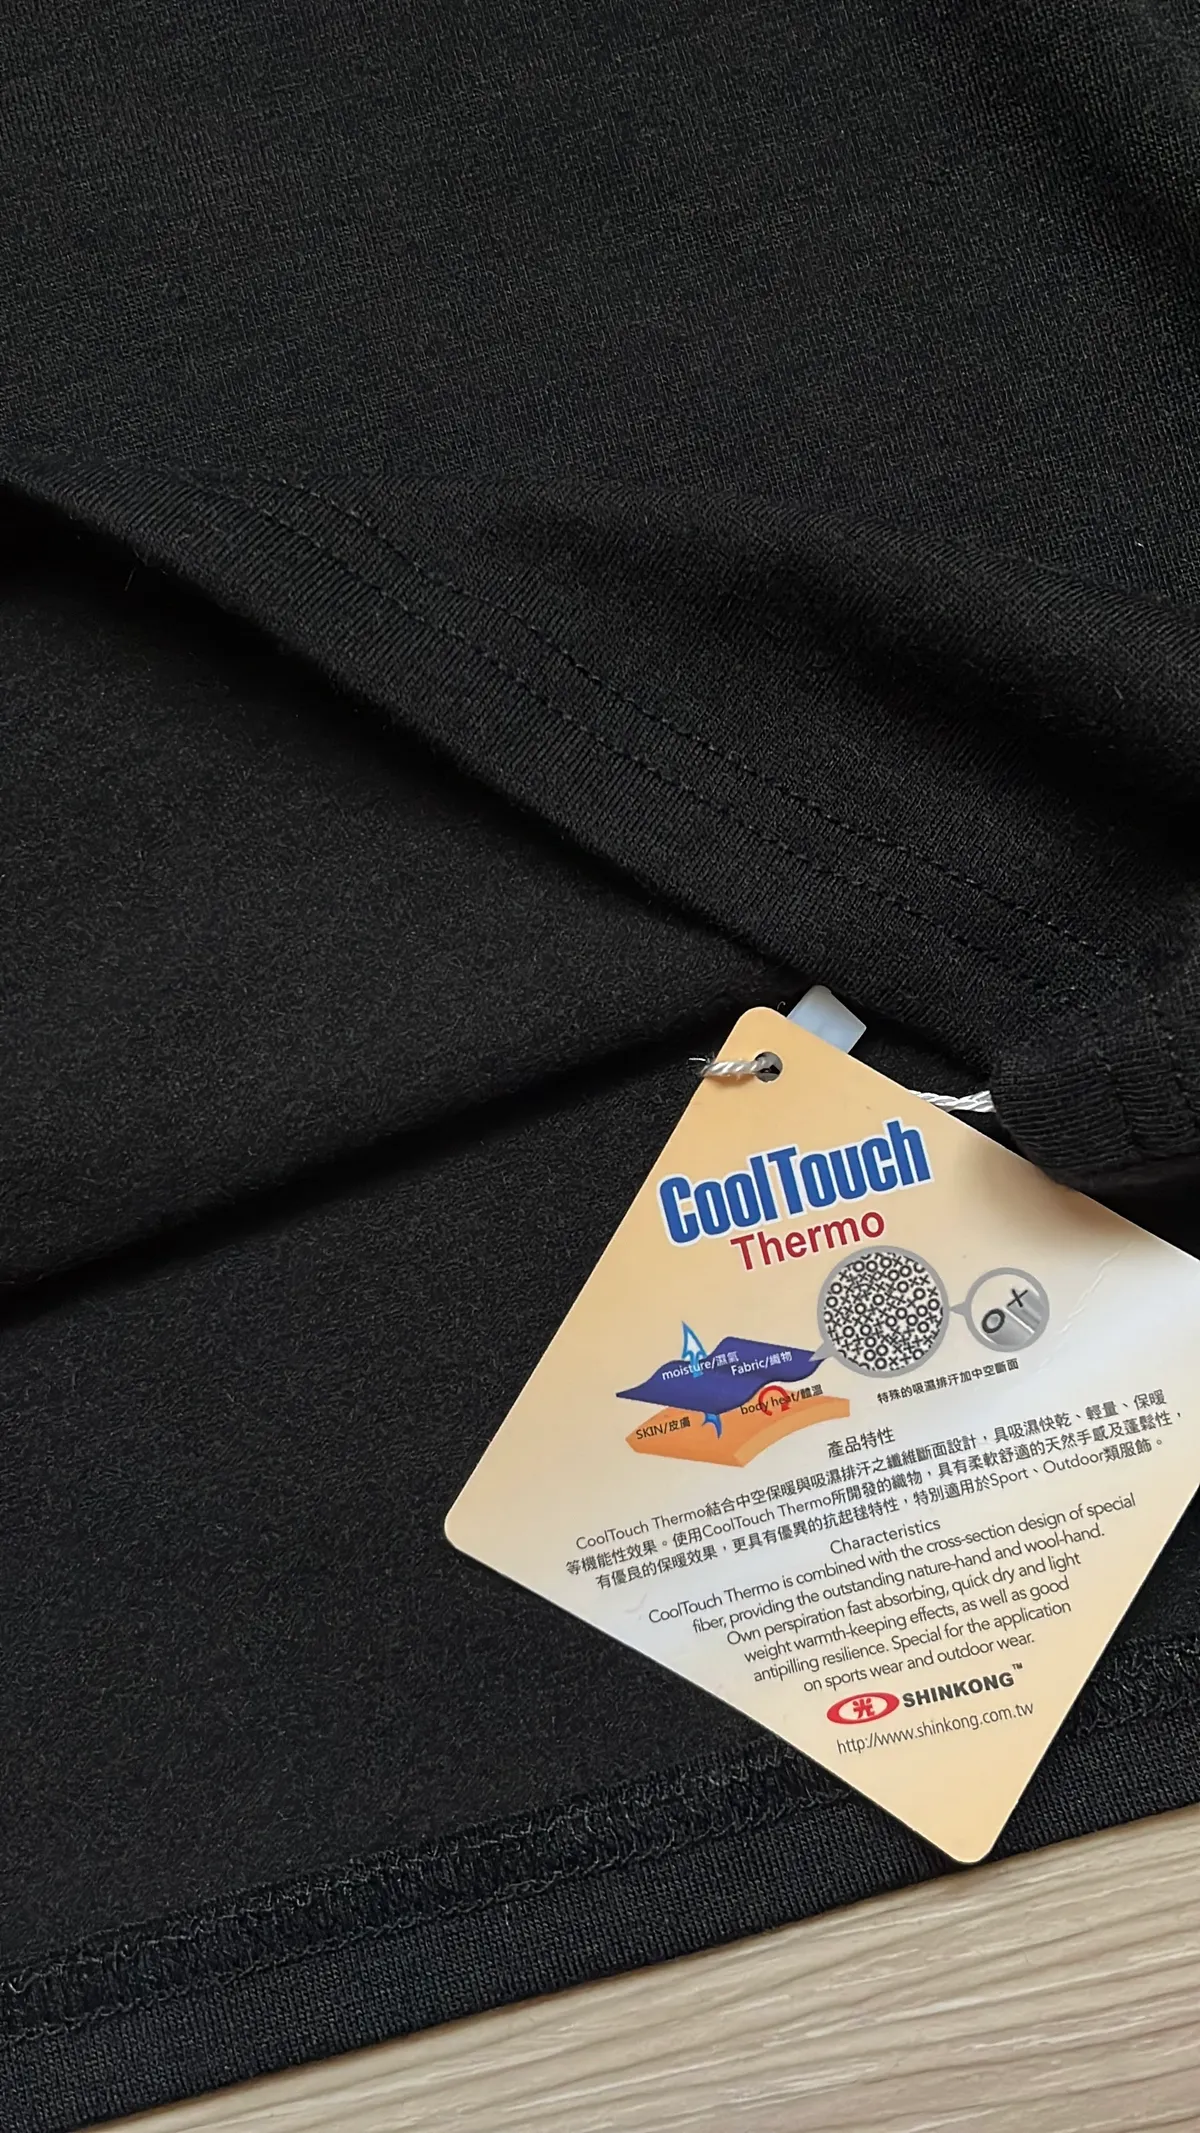 CoolTouch
Thermo
moisture/濕氣
Fabric/織物
body heat/體溫
SKIN/皮膚
特殊的吸濕排汗加中空斷面
產品特性
CoolTouch Thermo結合中空保暖與吸濕排汗之纖維斷面設計，具吸濕快乾、輕量、保暖
等機能性效果。使用CoolTouch Thermo所開發的織物，具有柔軟舒適的天然手感及蓬鬆性，
有優良的保暖效果，更具有優異的抗起毬特性，特別適用於Sport、Outdoor類服飾。
Characteristics
CoolTouch Thermo is combined with the cross-section design of special
fiber, providing the outstanding nature-hand and wool-hand.
Own perspiration fast absorbing, quick dry and light
weight warmth-keeping effects, as well as good
antipilling resilience. Special for the application
on sports wear and outdoor wear.
光 SHINKONG™
http://www.shinkong.com.tw